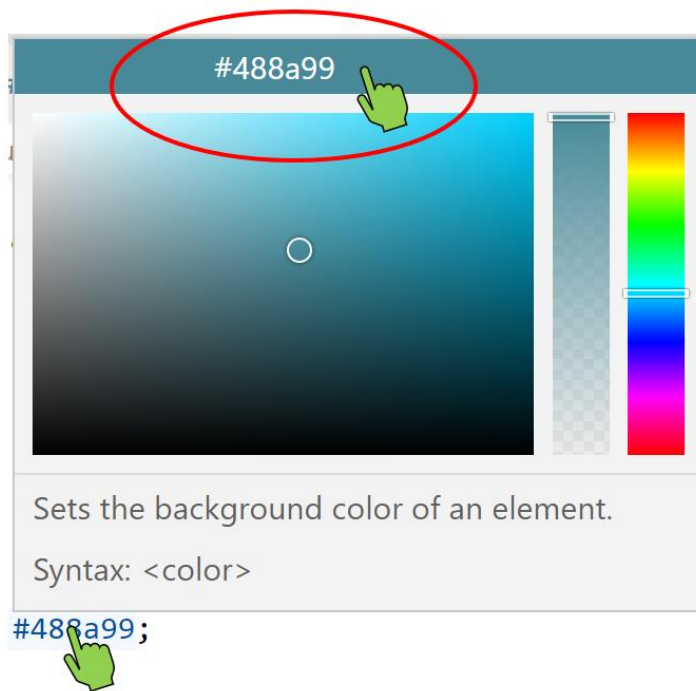 #488a99
Sets the background color of an element.
Syntax: <color>
#488a99;